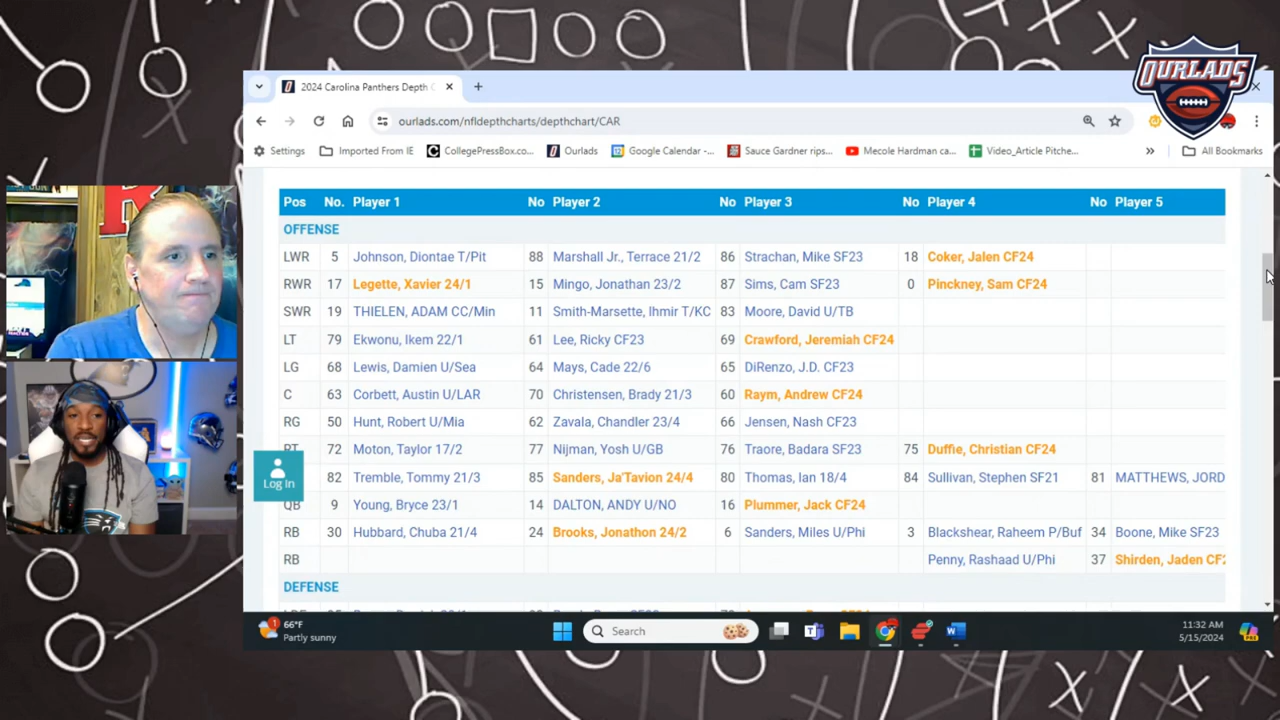 OURLADS
2024 Carolina Panthers Depth C
ourlads.com/nfldepthcharts/depthchart/CAR
Settings Imported From IE CollegePressBox.co... Ourlads Google Calendar -... Sauce Gardner rips... Mecole Hardman ca... Video_Article Pitche... » All Bookmarks
Pos No. Player 1 No Player 2 No Player 3 No Player 4 No Player 5
OFFENSE
LWR 5 Johnson, Diontae T/Pit 88 Marshall Jr., Terrace 21/2 86 Strachan, Mike SF23 18 Coker, Jalen CF24
RWR 17 Legette, Xavier 24/1 15 Mingo, Jonathan 23/2 87 Sims, Cam SF23 0 Pinckney, Sam CF24
SWR 19 THIELEN, ADAM CC/Min 11 Smith-Marsette, Ihmir T/KC 83 Moore, David U/TB
LT 79 Ekwonu, Ikem 22/1 61 Lee, Ricky CF23 69 Crawford, Jeremiah CF24
LG 68 Lewis, Damien U/Sea 64 Mays, Cade 22/6 65 DiRenzo, J.D. CF23
C 63 Corbett, Austin U/LAR 70 Christensen, Brady 21/3 60 Raym, Andrew CF24
RG 50 Hunt, Robert U/Mia 62 Zavala, Chandler 23/4 66 Jensen, Nash CF23
RT 72 Moton, Taylor 17/2 77 Nijman, Yosh U/GB 76 Traore, Badara SF23 75 Duffie, Christian CF24
82 Tremble, Tommy 21/3 85 Sanders, Ja'Tavion 24/4 80 Thomas, Ian 18/4 84 Sullivan, Stephen SF21 81 MATTHEWS, JORD
Log In
QB 9 Young, Bryce 23/1 14 DALTON, ANDY U/NO 16 Plummer, Jack CF24
RB 30 Hubbard, Chuba 21/4 24 Brooks, Jonathon 24/2 6 Sanders, Miles U/Phi 3 Blackshear, Raheem P/Buf 34 Boone, Mike SF23
RB Penny, Rashaad U/Phi 37 Shirden, Jaden CF2
DEFENSE
66°F
Partly sunny
Search
11:32 AM
5/15/2024